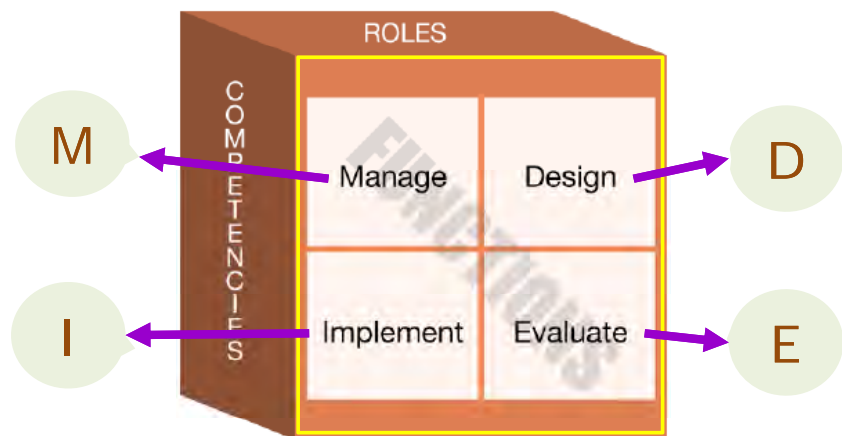 ROLES
COMPETENCIES
FUNCTIONS
M
Manage
Design
D
I
Implement
Evaluate
E